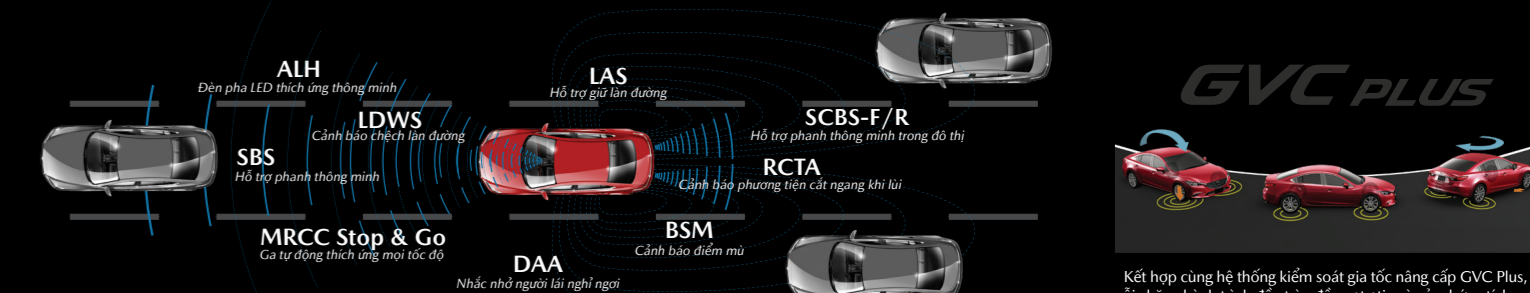 ALH
Đèn pha LED thích ứng thông minh
LDWS
Cảnh báo chệch làn đường
SBS
Hỗ trợ phanh thông minh
MRCC Stop & Go
Ga tự động thích ứng mọi tốc độ
DAA
Nhắc nhở người lái nghỉ ngơi
LAS
Hỗ trợ giữ làn đường
SCBS-F/R
Hỗ trợ phanh thông minh trong đô thị
RCTA
Cảnh báo phương tiện cắt ngang khi lùi
BSM
Cảnh báo điểm mù
GVC PLUS
Kết hợp cùng hệ thống kiểm soát gia tốc nâng cấp GVC Plus,